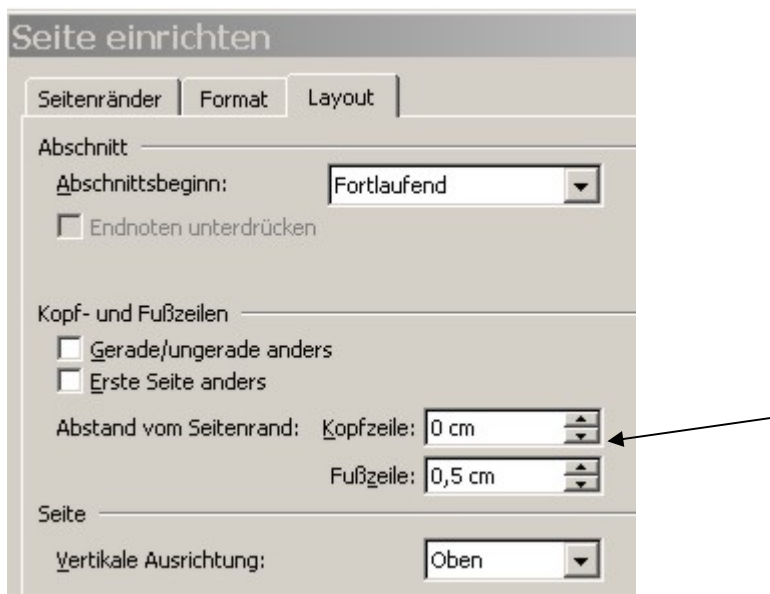 Seite einrichten
Seitenränder Format Layout
Abschnitt
Abschnittsbeginn: Fortlaufend
Endnoten unterdrücken
Kopf- und Fußzeilen
Gerade/ungerade anders
Erste Seite anders
Abstand vom Seitenrand: Kopfzeile: 0 cm
Fußzeile: 0,5 cm
Seite
Vertikale Ausrichtung: Oben